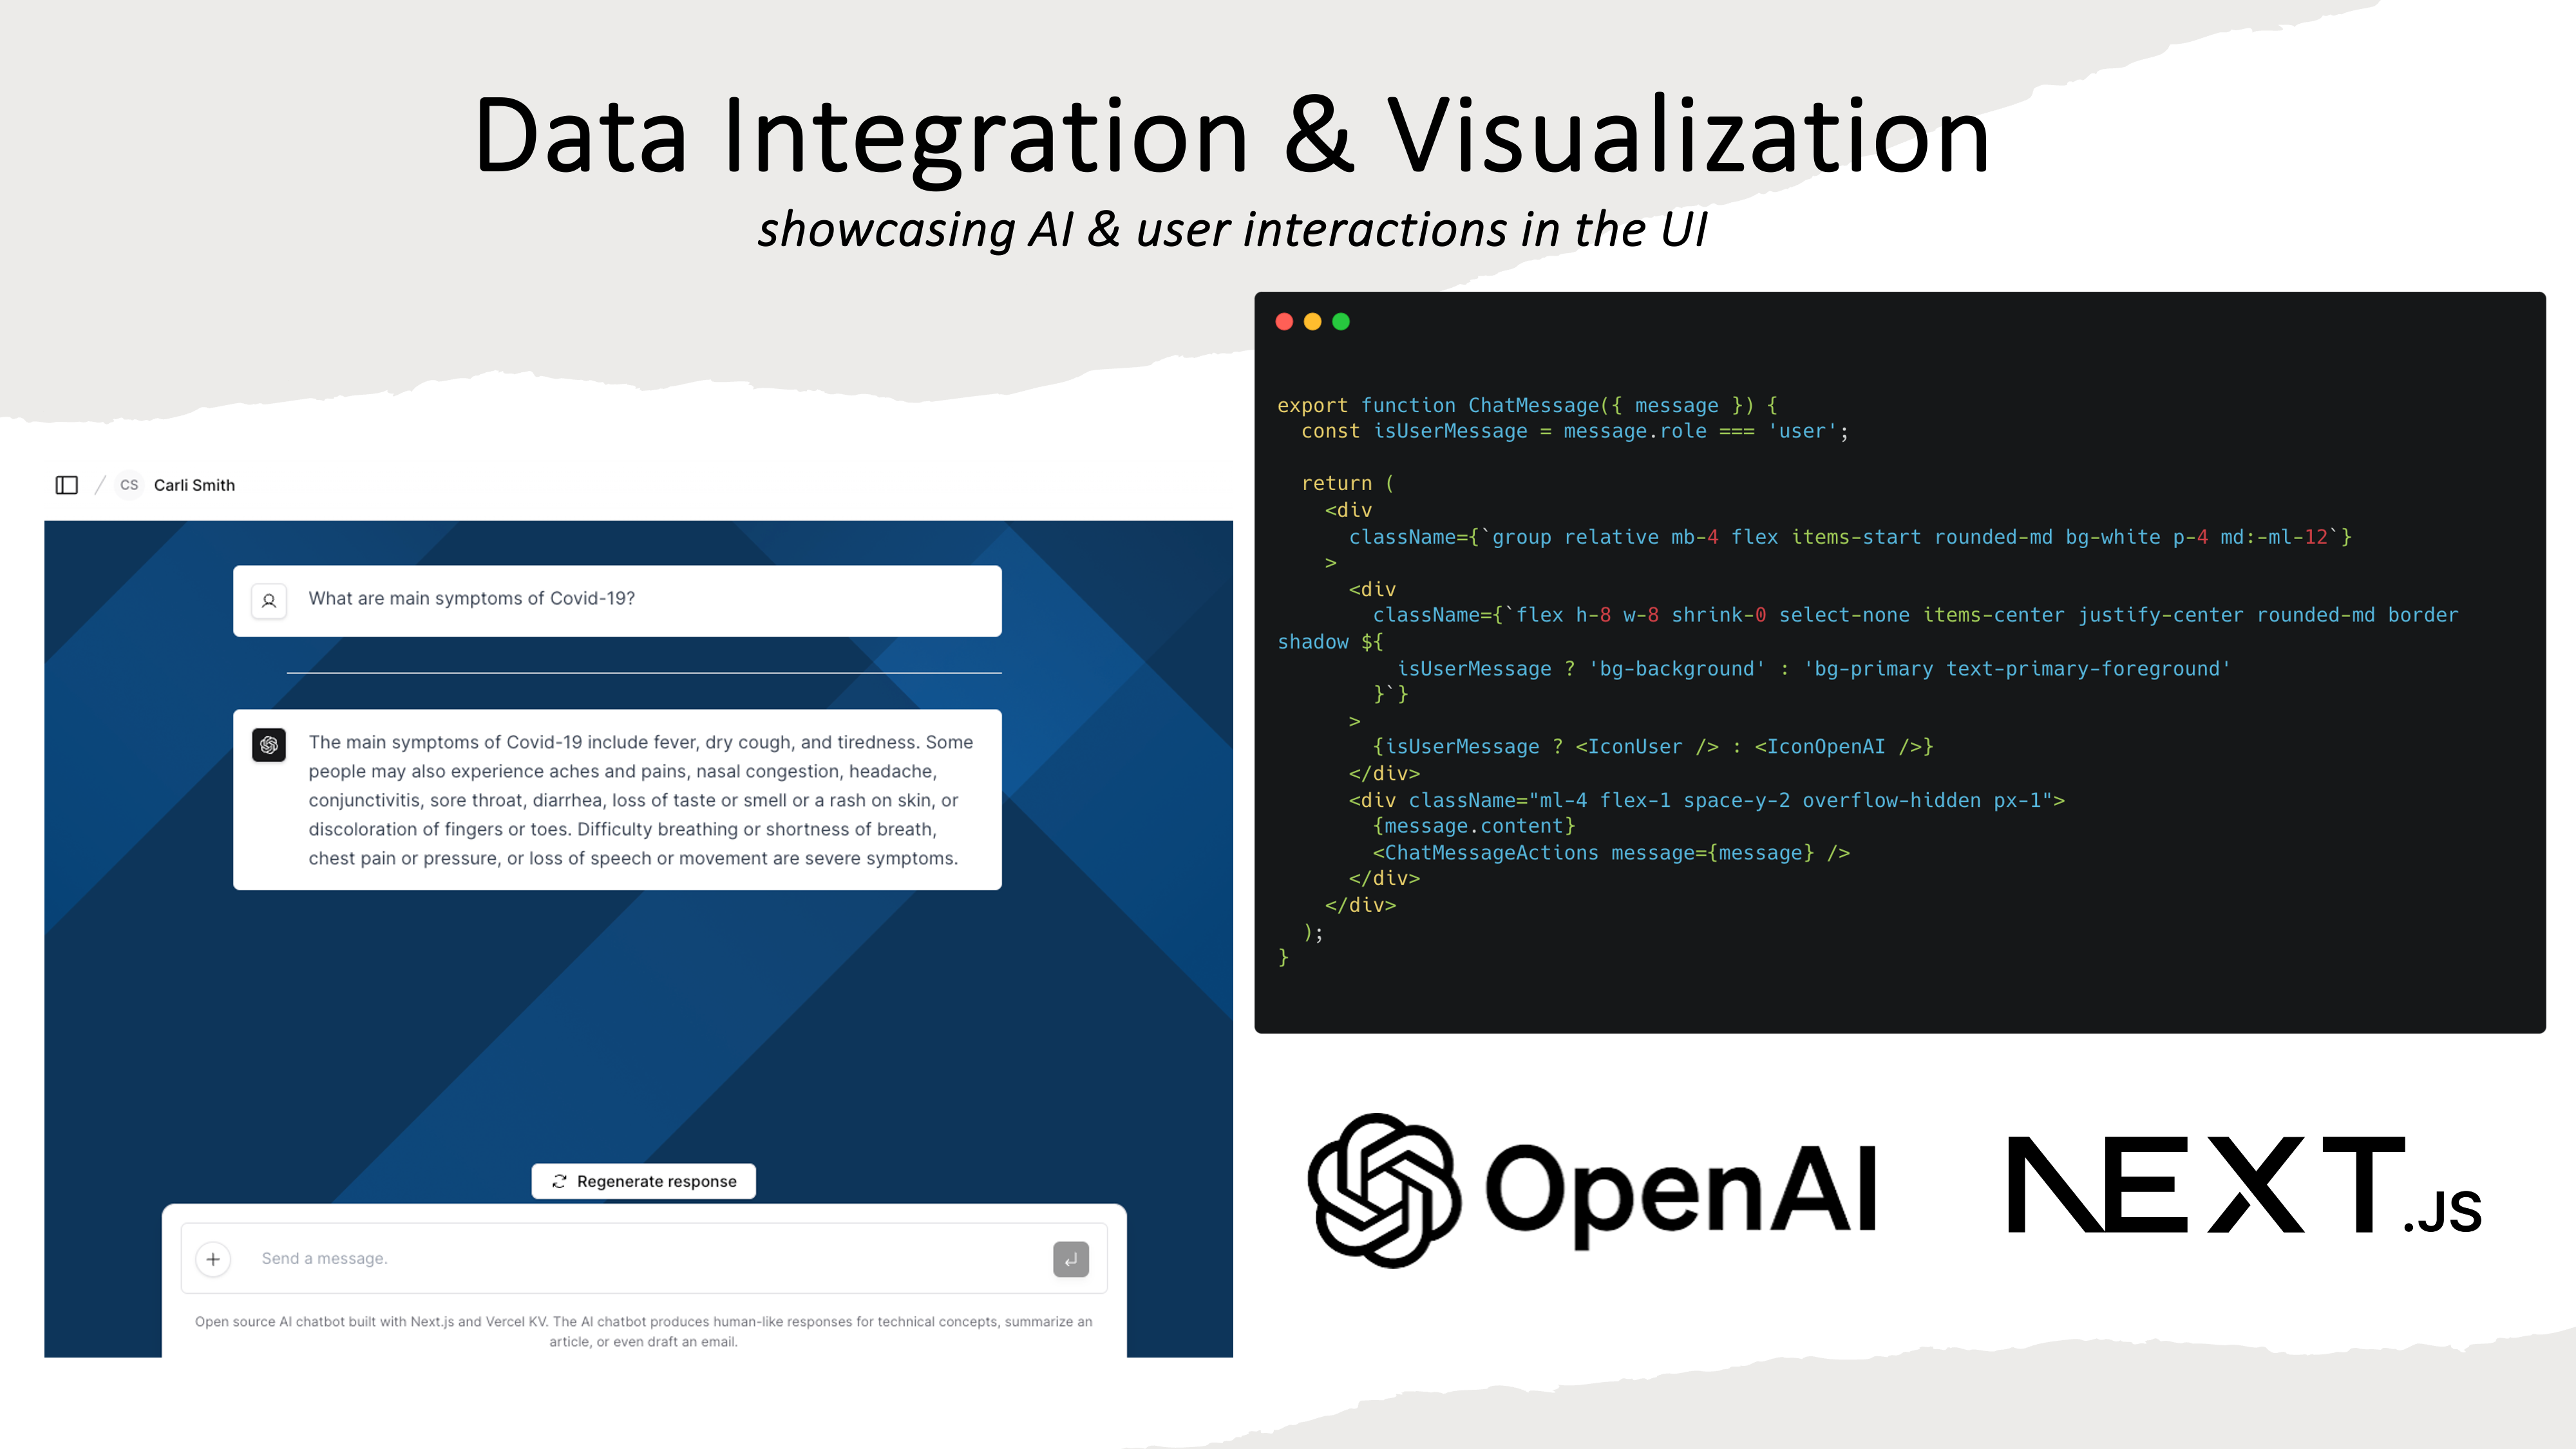 Data Integration & Visualization
showcasing AI & user interactions in the UI
CS Carli Smith
What are main symptoms of Covid-19?
The main symptoms of Covid-19 include fever, dry cough, and tiredness. Some
people may also experience aches and pains, nasal congestion, headache,
conjunctivitis, sore throat, diarrhea, loss of taste or smell or a rash on skin, or
discoloration of fingers or toes. Difficulty breathing or shortness of breath,
chest pain or pressure, or loss of speech or movement are severe symptoms.
Regenerate response
Send a message.
Open source AI chatbot built with Next.js and Vercel KV. The AI chatbot produces human-like responses for technical concepts, summarize an
article, or even draft an email.
export function ChatMessage({ message }) {
  const isUserMessage = message.role === 'user';
  return (
    <div
      className={`group relative mb-4 flex items-start rounded-md bg-white p-4 md:-ml-12`}
    >
      <div
        className={`flex h-8 w-8 shrink-0 select-none items-center justify-center rounded-md border
shadow ${
          isUserMessage ? 'bg-background' : 'bg-primary text-primary-foreground'
        }`}
      >
        {isUserMessage ? <IconUser /> : <IconOpenAI />}
      </div>
      <div className="ml-4 flex-1 space-y-2 overflow-hidden px-1">
        {message.content}
        <ChatMessageActions message={message} />
      </div>
    </div>
  );
}
OpenAI
NEXT.JS